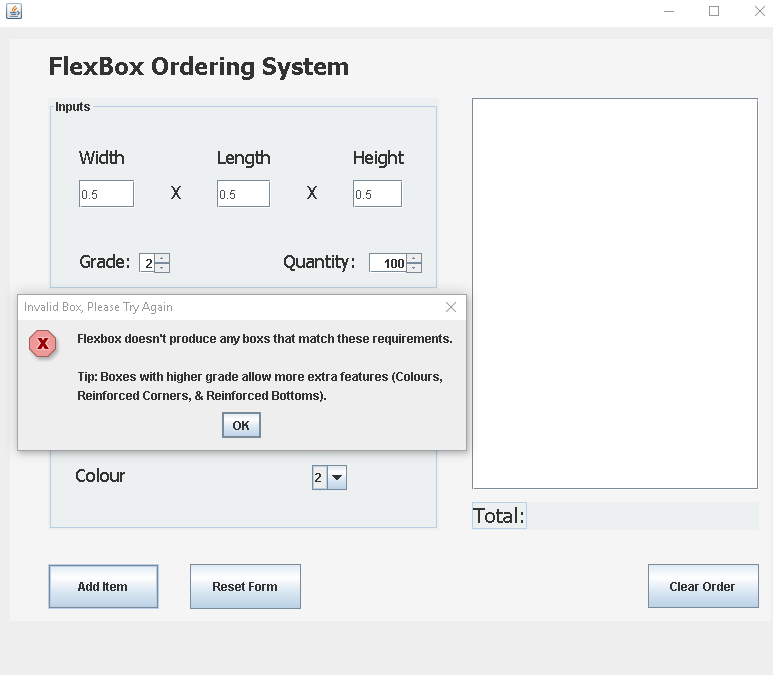 FlexBox Ordering System
Inputs
Width Length Height
0.5 X 0.5 X 0.5
Grade: 2 Quantity: 100
Invalid Box, Please Try Again
Flexbox doesn't produce any boxs that match these requirements.
Tip: Boxes with higher grade allow more extra features (Colours,
Reinforced Corners, & Reinforced Bottoms).
OK
Colour 2
Total:
Add Item Reset Form Clear Order